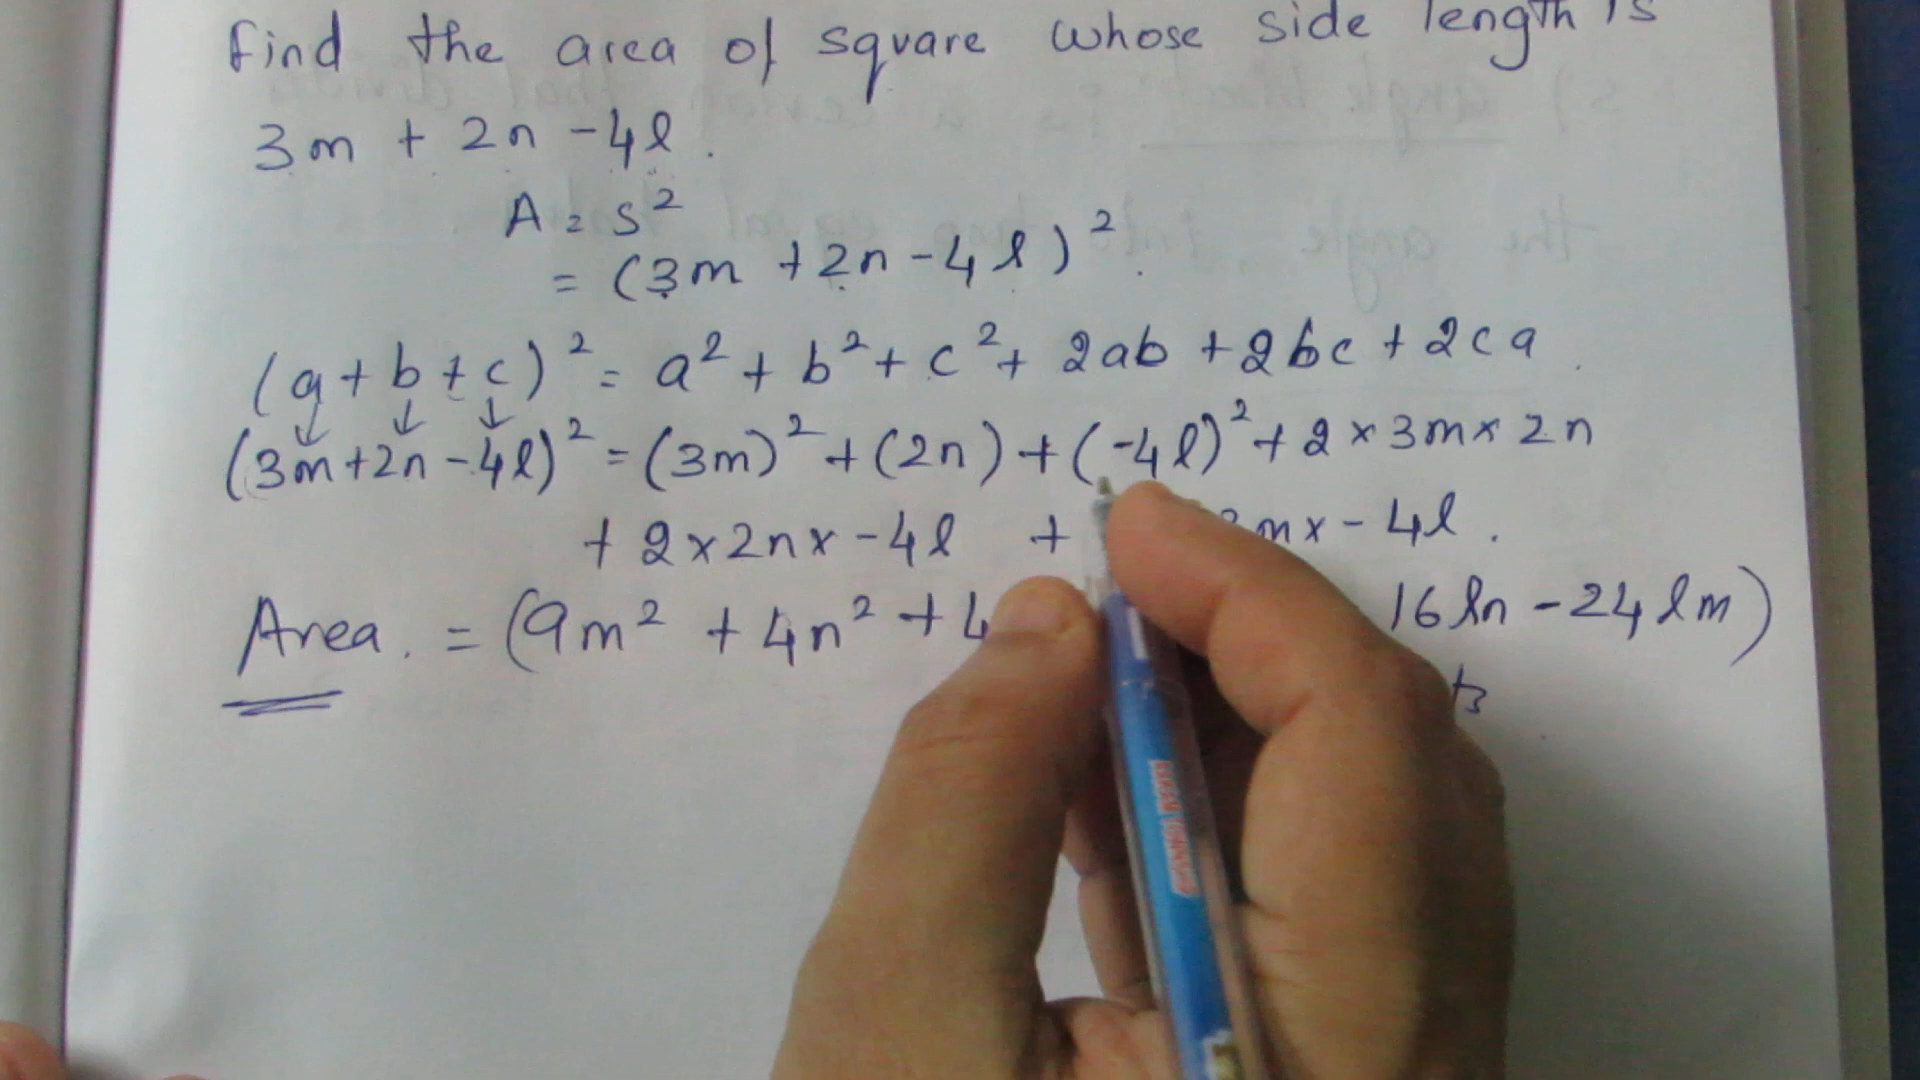 Find the area of square whose side length is
3m + 2n - 4l.
A = s²
= (3m + 2n - 4l)².
(a + b + c)² = a² + b² + c² + 2ab + 2bc + 2ca.
(3m + 2n - 4l)² = (3m)² + (2n) + (-4l)² + 2 × 3m × 2n
+ 2 × 2n × - 4l + 3m × - 4l.
Area. = (9m² + 4n² + 4 16ln - 24lm)